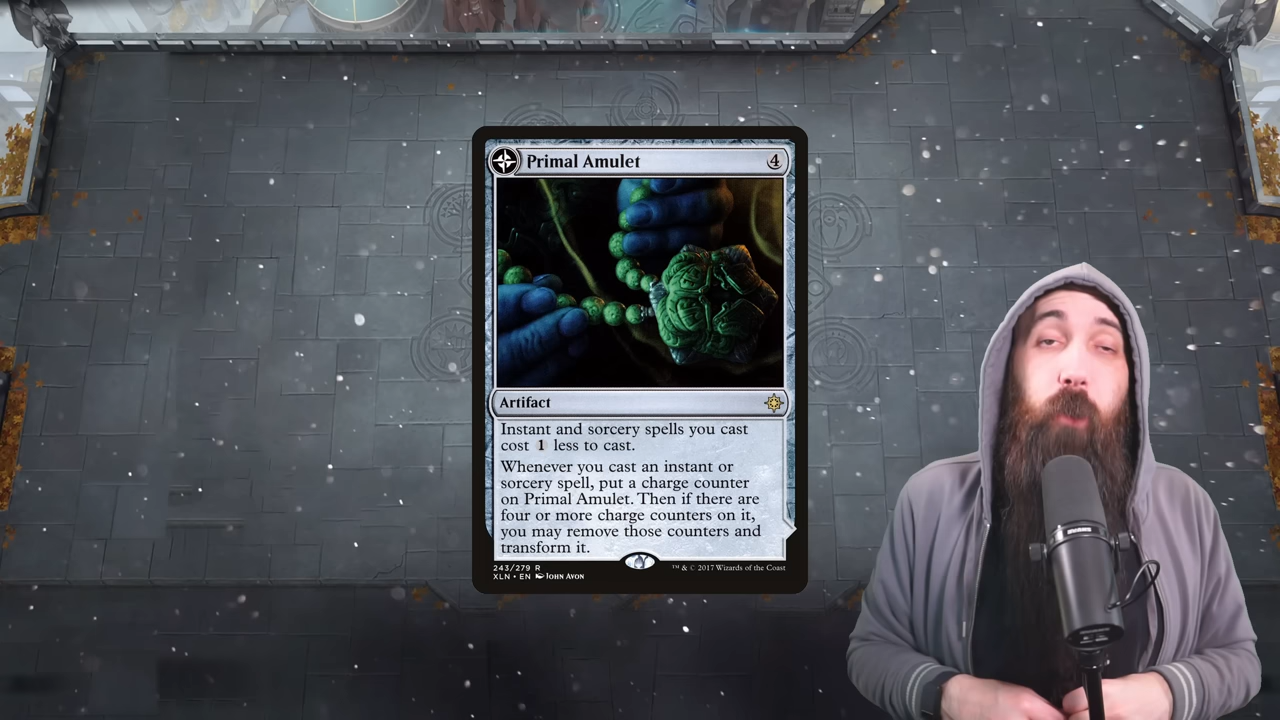 Primal Amulet 4
Artifact
Instant and sorcery spells you cast
cost 1 less to cast.
Whenever you cast an instant or
sorcery spell, put a charge counter
on Primal Amulet. Then if there are
four or more charge counters on it,
you may remove those counters and
transform it.
243/279 R
XLN • EN John Avon
™ & © 2017 Wizards of the Coast